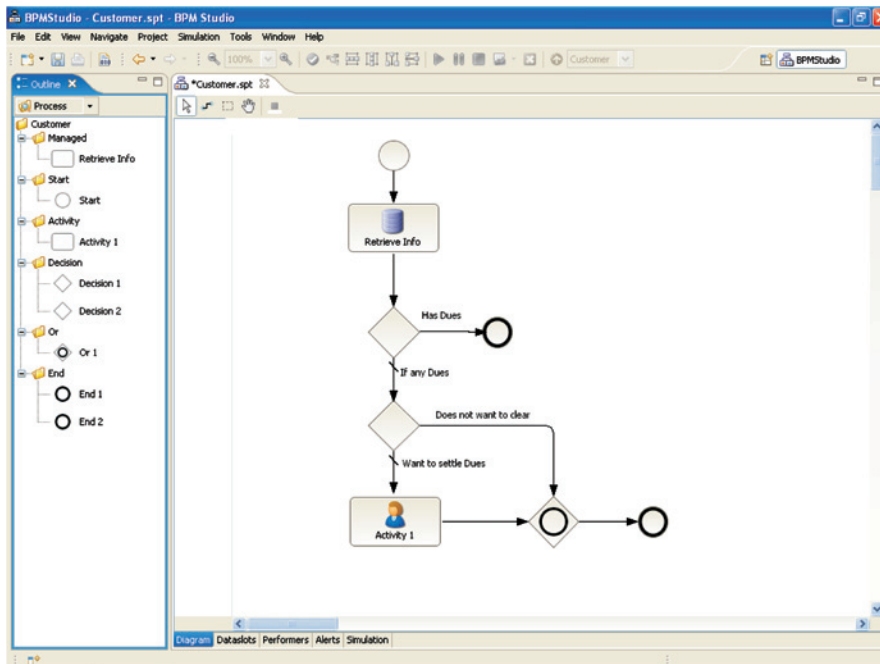 BPMStudio - Customer.spt - BPM Studio
File Edit View Navigate Project Simulation Tools Window Help
100% Customer BPMStudio
Outline
*Customer.spt
Process
Customer
Managed
Retrieve Info
Start
Start
Activity
Activity 1
Decision
Decision 1
Decision 2
Or
Or 1
End
End 1
End 2
Retrieve Info
Has Dues
If any Dues
Does not want to clear
Want to settle Dues
Activity 1
Diagram Dataslots Performers Alerts Simulation